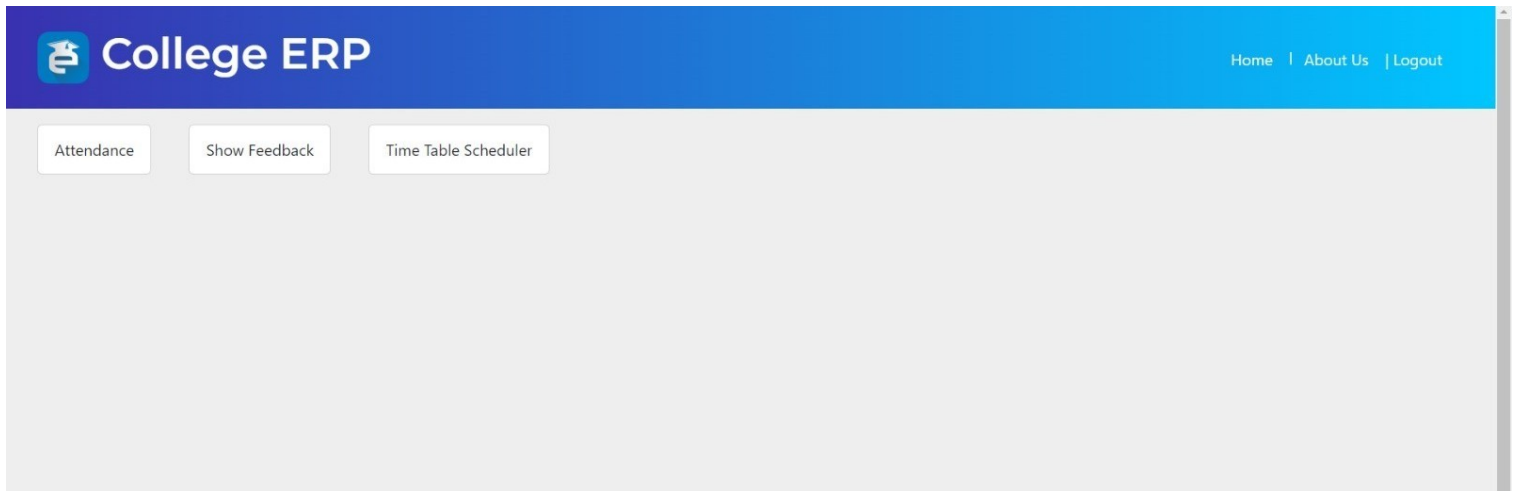 College ERP
Home | About Us | Logout
Attendance Show Feedback Time Table Scheduler